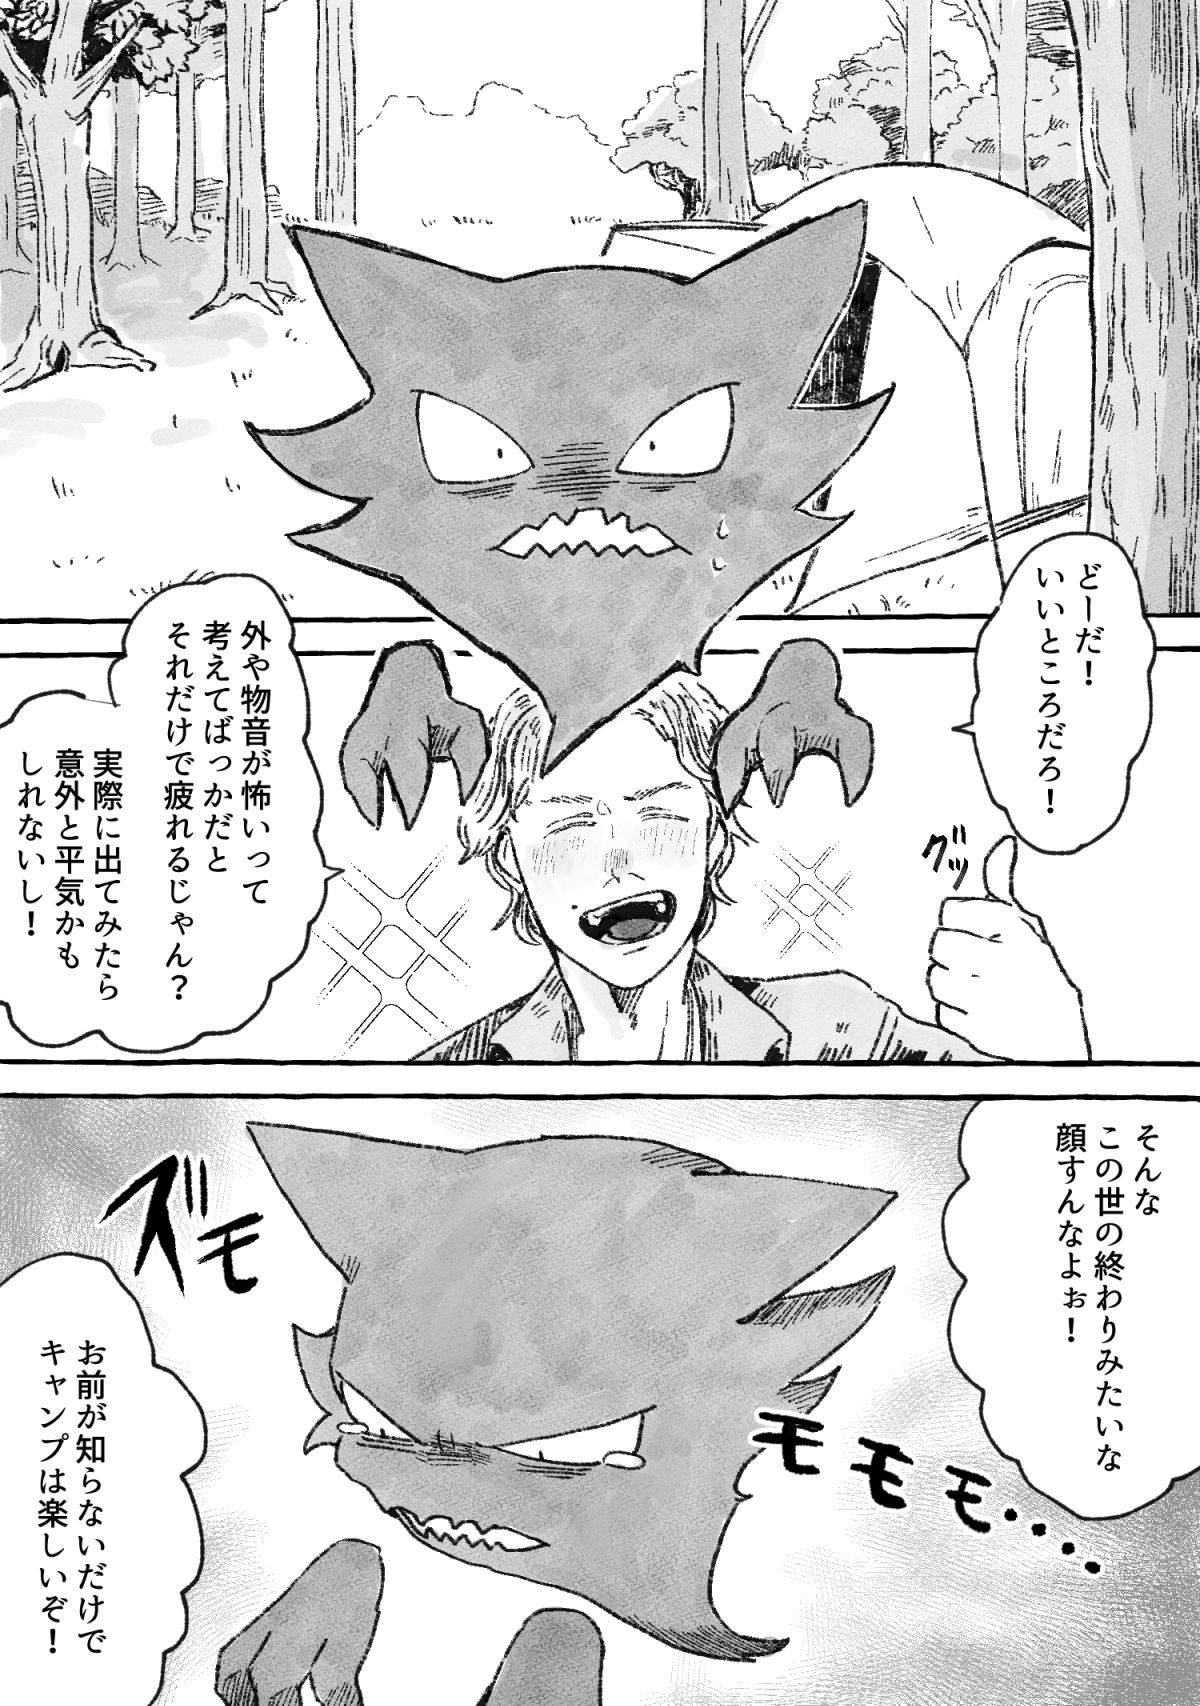 どーだ!
いいところだろ!
グッ
外や物音が怖いって
考えてばっかだと
それだけで疲れるじゃん?
実際に出てみたら
意外と平気かも
しれないし!
そんな
この世の終わりみたいな
顔すんなよぉ!
ズモ
モモモ・・・・
お前が知らないだけで
キャンプは楽しいぞ!